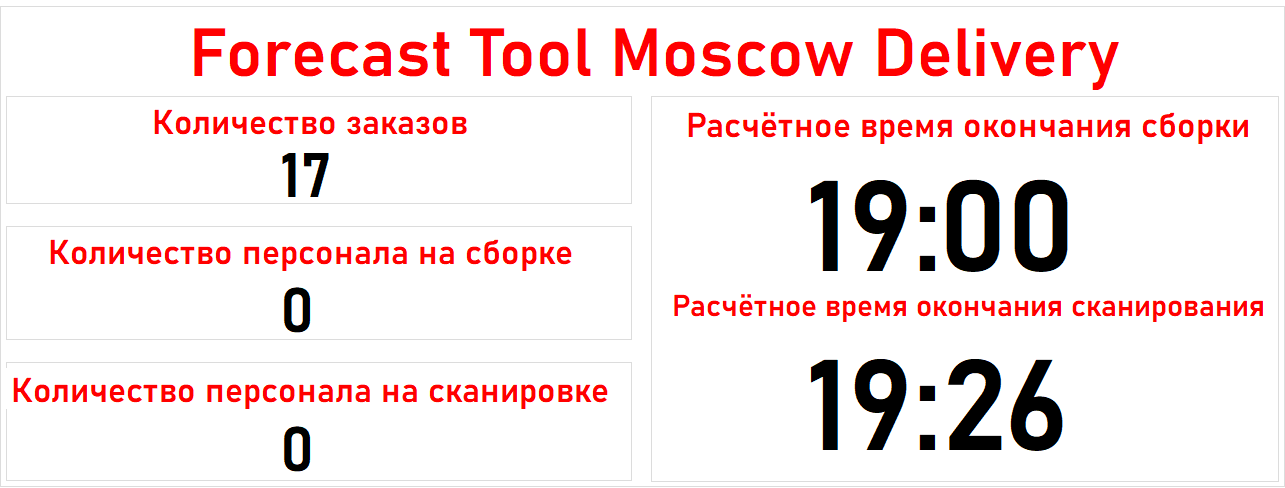 Forecast Tool Moscow Delivery
Количество заказов
17
Количество персонала на сборке
0
Количество персонала на сканировке
0
Расчётное время окончания сборки
19:00
Расчётное время окончания сканирования
19:26